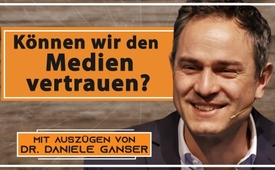 Können wir den
Medien
vertrauen?
MIT AUSZÜGEN VON
DR. DANIELE GANSER